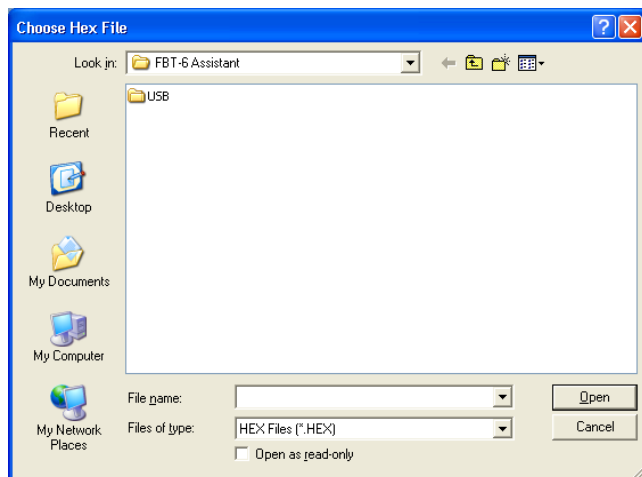 Choose Hex File
Look in: FBT-6 Assistant
USB
Recent
Desktop
My Documents
My Computer
My Network
Places
File name:
Open
Files of type: HEX Files (*.HEX)
Cancel
Open as read-only